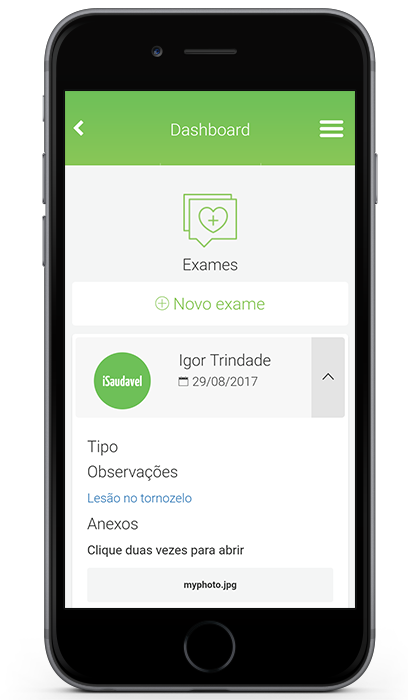 Dashboard
Exames
Novo exame
iSaudavel
Igor Trindade
29/08/2017
Tipo
Observações
Lesão no tornozelo
Anexos
Clique duas vezes para abrir
myphoto.jpg